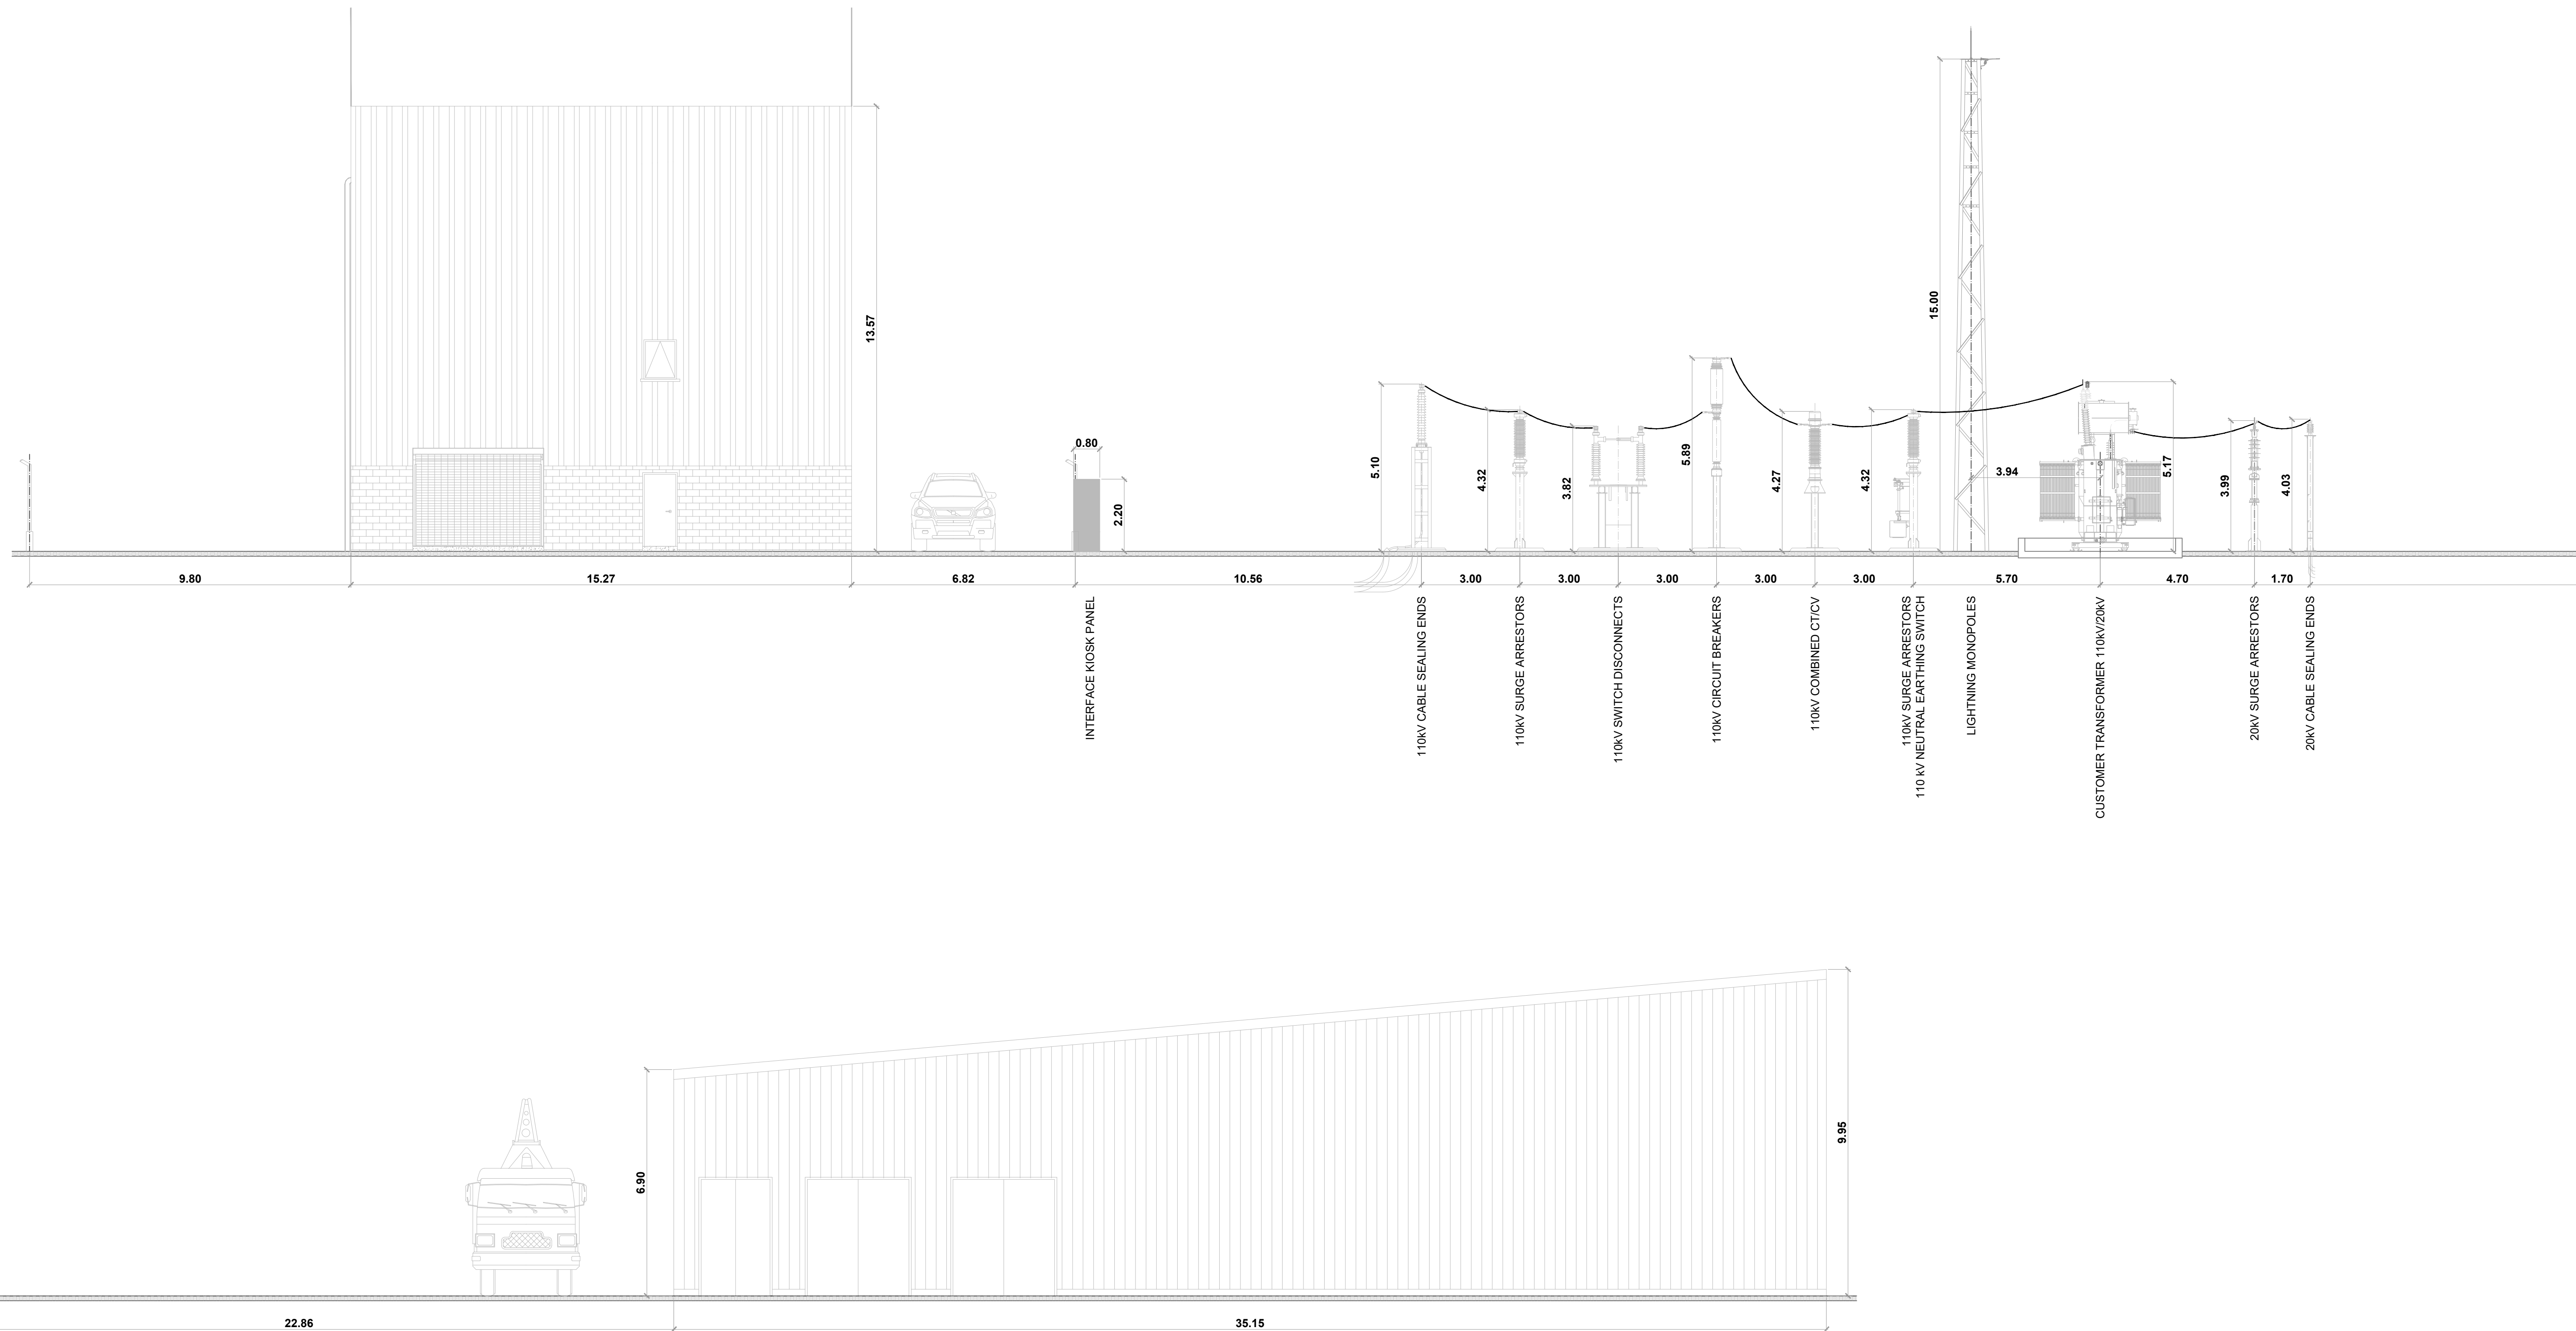 15.00
13.57
0.80
2.20
5.10
4.32
3.82
5.89
4.27
4.32
3.94
5.17
3.99
4.03
9.80
15.27
6.82
10.56
3.00
3.00
3.00
3.00
3.00
5.70
4.70
1.70
INTERFACE KIOSK PANEL
110kV CABLE SEALING ENDS
110kV SURGE ARRESTORS
110kV SWITCH DISCONNECTS
110kV CIRCUIT BREAKERS
110kV COMBINED CT/CV
110kV SURGE ARRESTORS
110 kV NEUTRAL EARTHING SWITCH
LIGHTNING MONOPOLES
CUSTOMER TRANSFORMER 110kV/20kV
20kV SURGE ARRESTORS
20kV CABLE SEALING ENDS
6.90
9.95
22.86
35.15